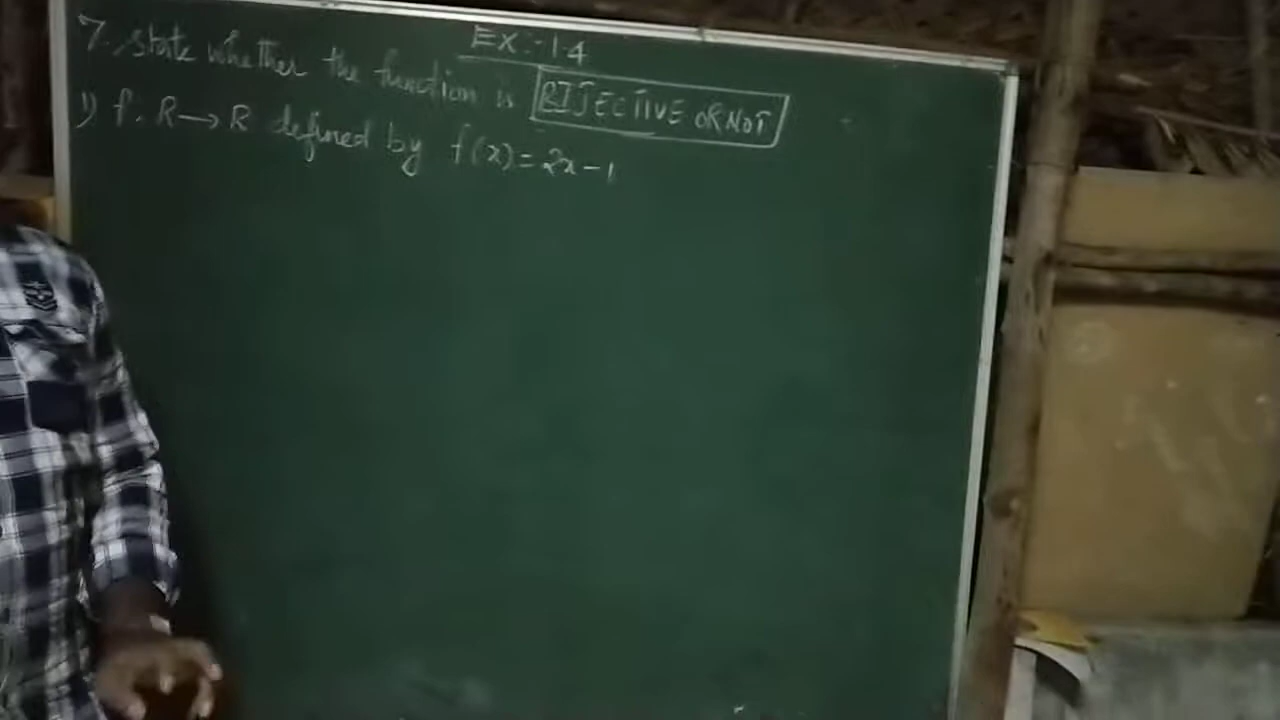 EX:-1.4
7. state whether the function is BIJECTIVE OR NOT
1) f: R→R defined by f(x)=2x-1